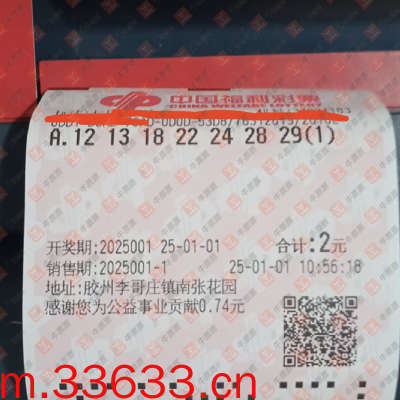 中国福利彩票
CHINA WELFARE LOTTERY
A.12 13 18 22 24 28 29(1)
开奖期:2025001 25-01-01 合计:2元
销售期:2025001-1 25-01-01 10:56:18
地址:胶州李哥庄镇南张花园
感谢您为公益事业贡献0.74元
m.33633.cn